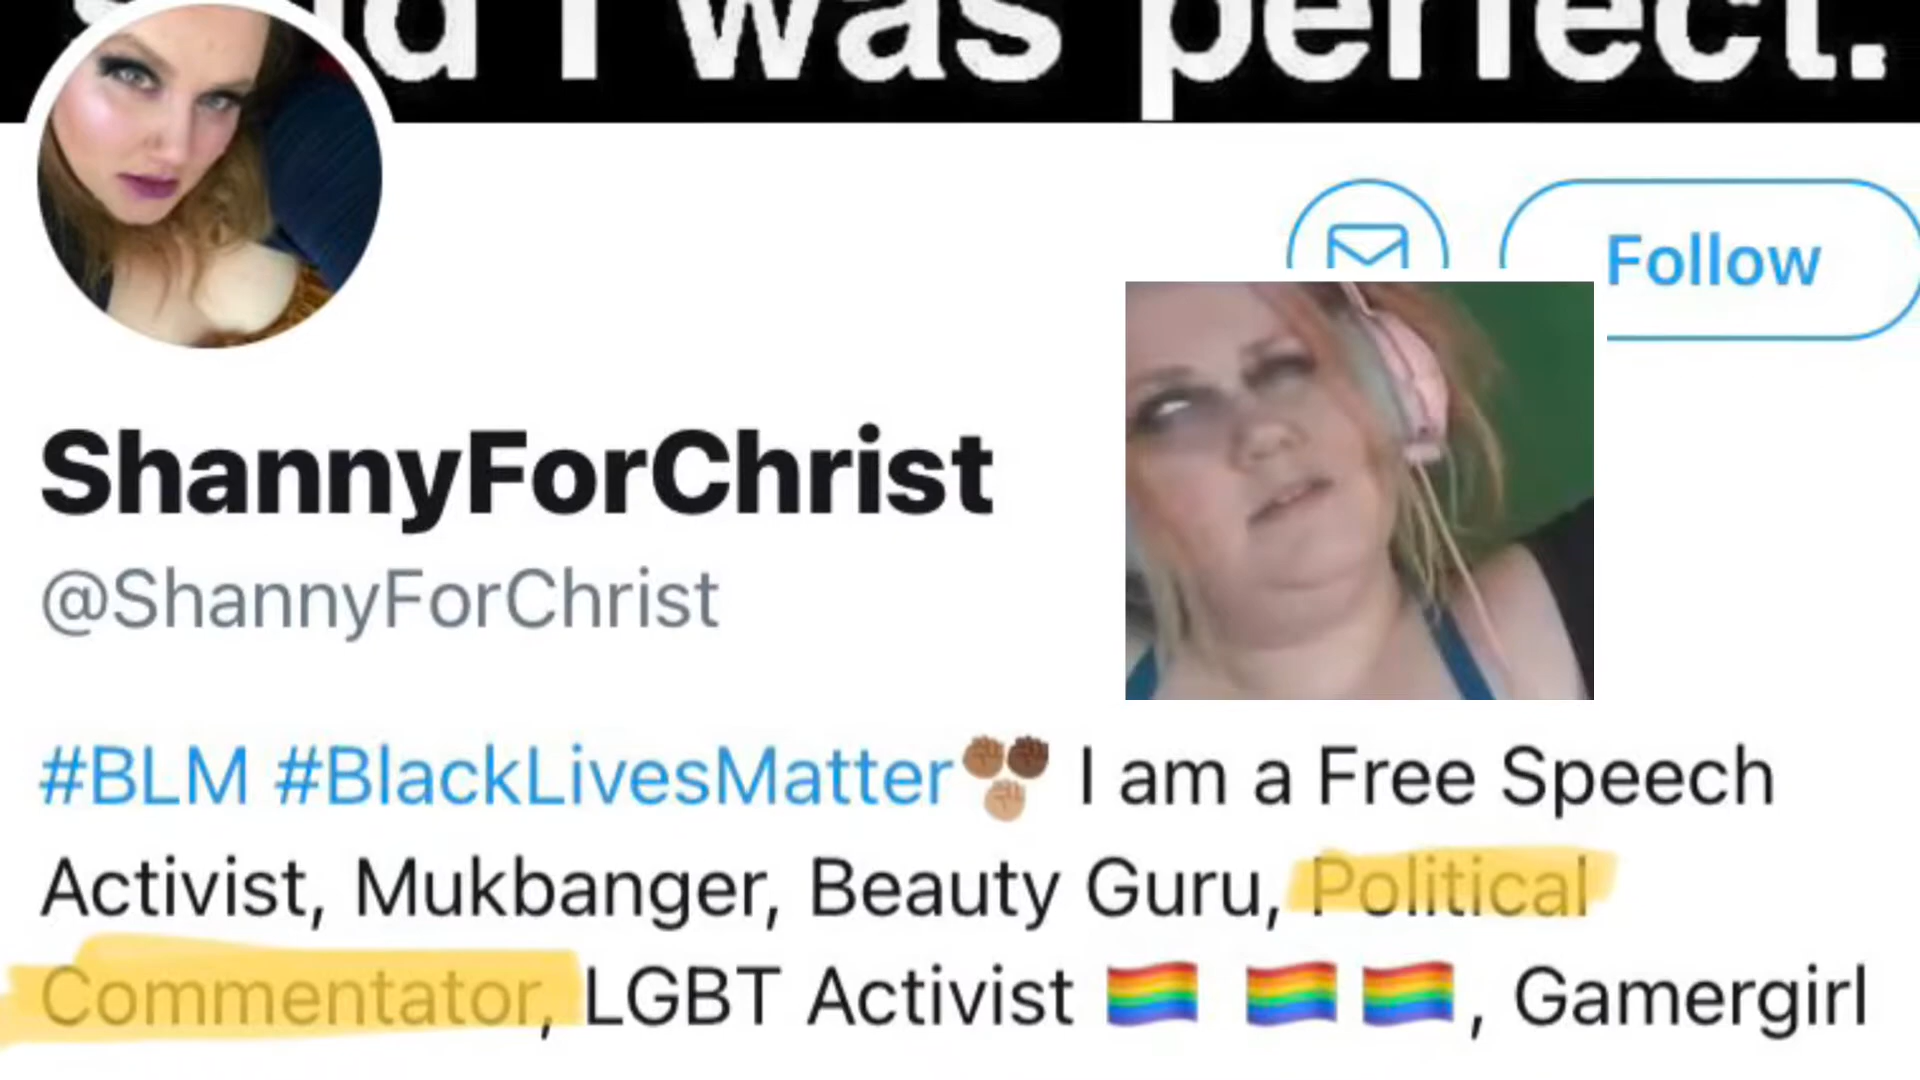 said I was perfect.
Follow
ShannyForChrist
@ShannyForChrist
#BLM #BlackLivesMatter✊🏾✊🏿✊🏼 I am a Free Speech
Activist, Mukbanger, Beauty Guru, Political
Commentator, LGBT Activist 🏳️‍🌈 🏳️‍🌈 🏳️‍🌈 , Gamergirl